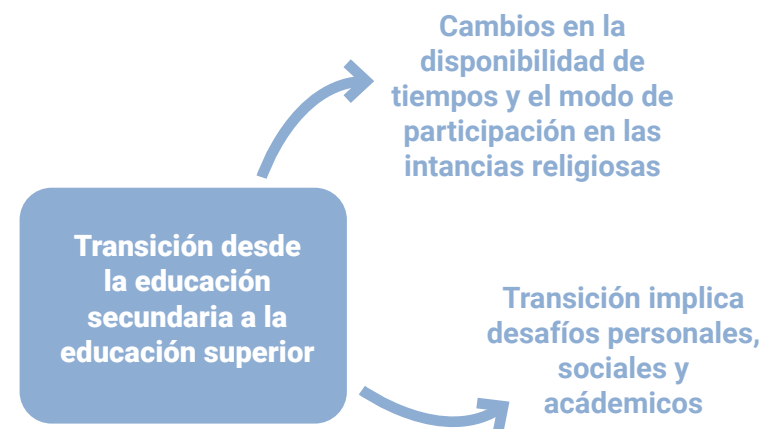 Cambios en la
disponibilidad de
tiempos y el modo de
participación en las
intancias religiosas
Transición desde
la educación
secundaria a la
educación superior
Transición implica
desafíos personales,
sociales y
acádemicos